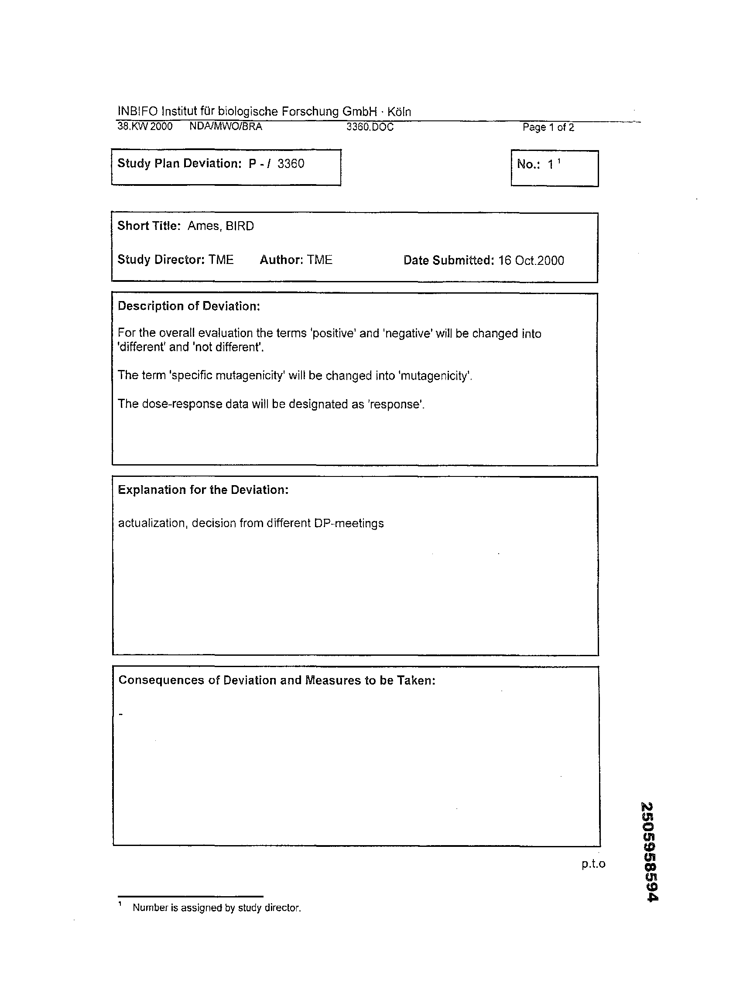 INBIFO Institut für biologische Forschung GmbH · Köln
38.KW 2000 NDA/MWO/BRA 3360.DOC Page 1 of 2
Study Plan Deviation: P - / 3360 No.: 1 ¹
Short Title: Ames, BIRD
Study Director: TME Author: TME Date Submitted: 16 Oct.2000
Description of Deviation:
For the overall evaluation the terms 'positive' and 'negative' will be changed into
'different' and 'not different'.
The term 'specific mutagenicity' will be changed into 'mutagenicity'.
The dose-response data will be designated as 'response'.
Explanation for the Deviation:
actualization, decision from different DP-meetings
Consequences of Deviation and Measures to be Taken:
-
p.t.o
¹ Number is assigned by study director.
2505958594